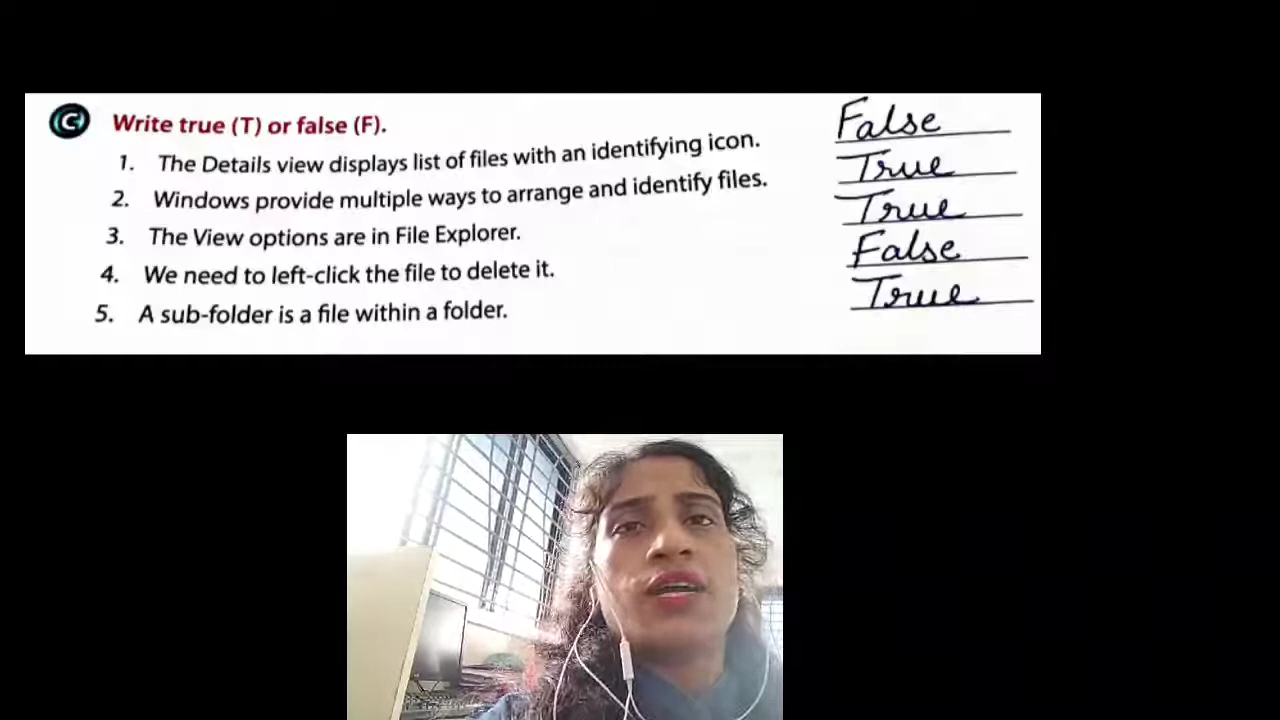 C Write true (T) or false (F).
1. The Details view displays list of files with an identifying icon. False
2. Windows provide multiple ways to arrange and identify files. True
3. The View options are in File Explorer. True
4. We need to left-click the file to delete it. False
5. A sub-folder is a file within a folder. True